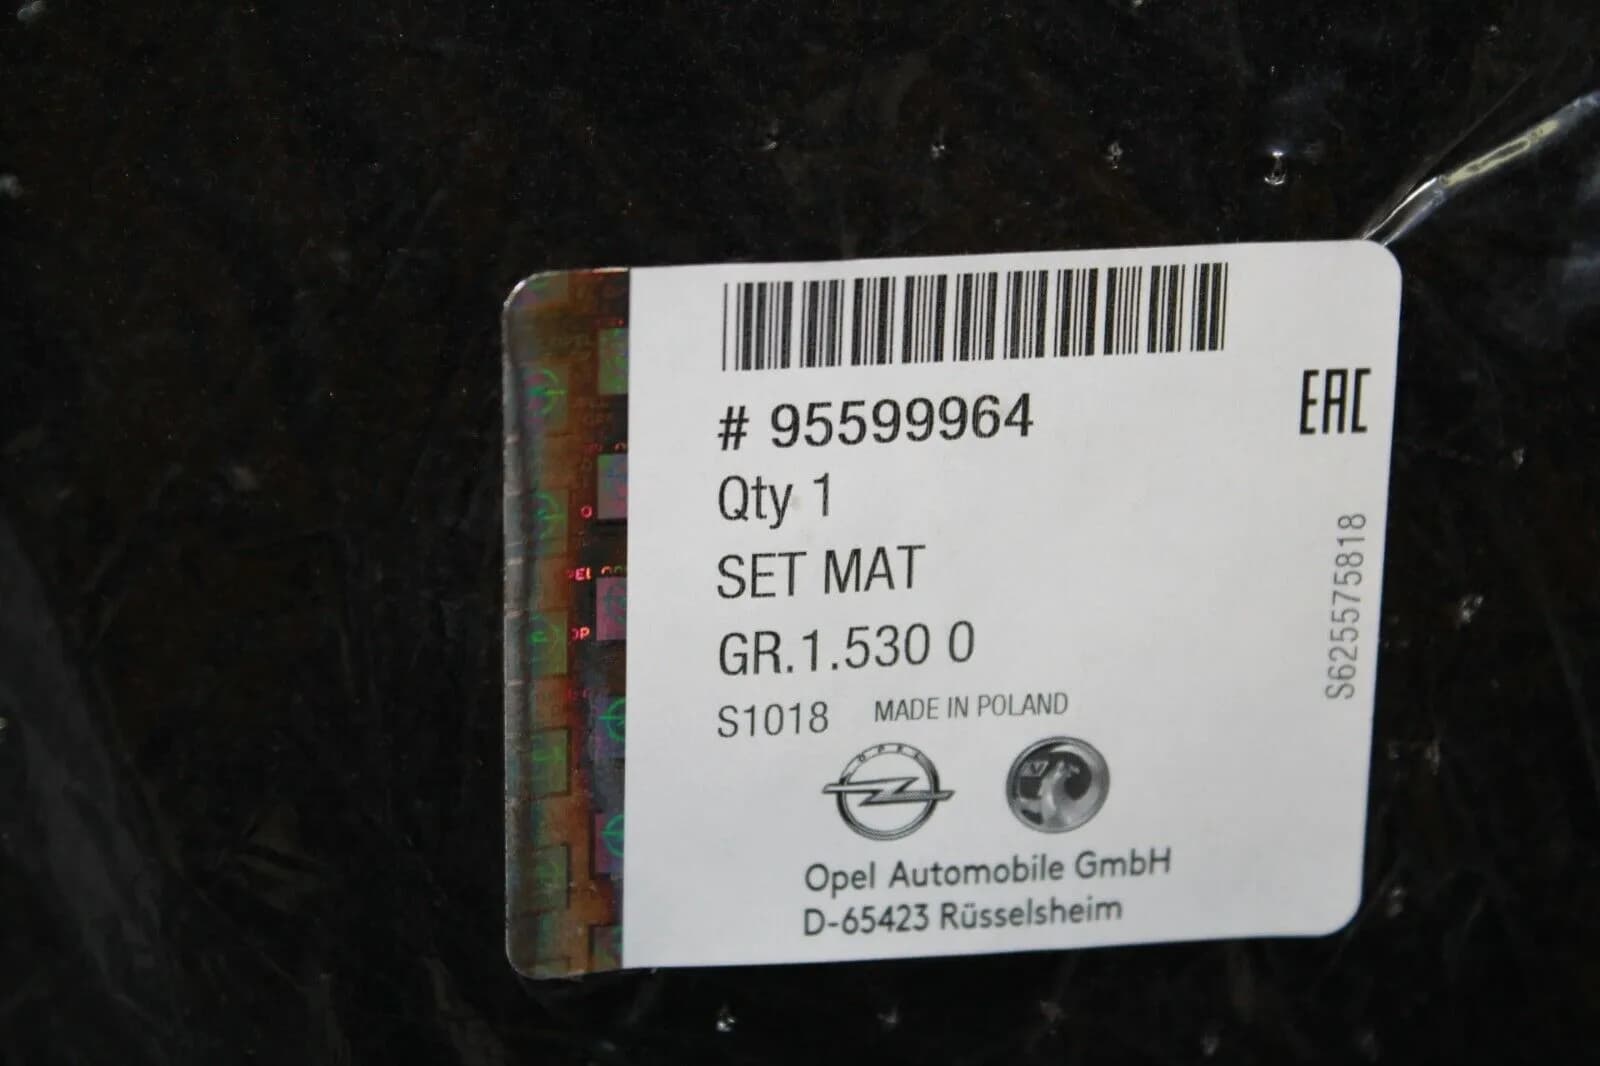 # 95599964
EAC
Qty 1
SET MAT
GR.1.530 0
S1018 MADE IN POLAND
S625575818
OPEL
Opel Automobile GmbH
D-65423 Rüsselsheim